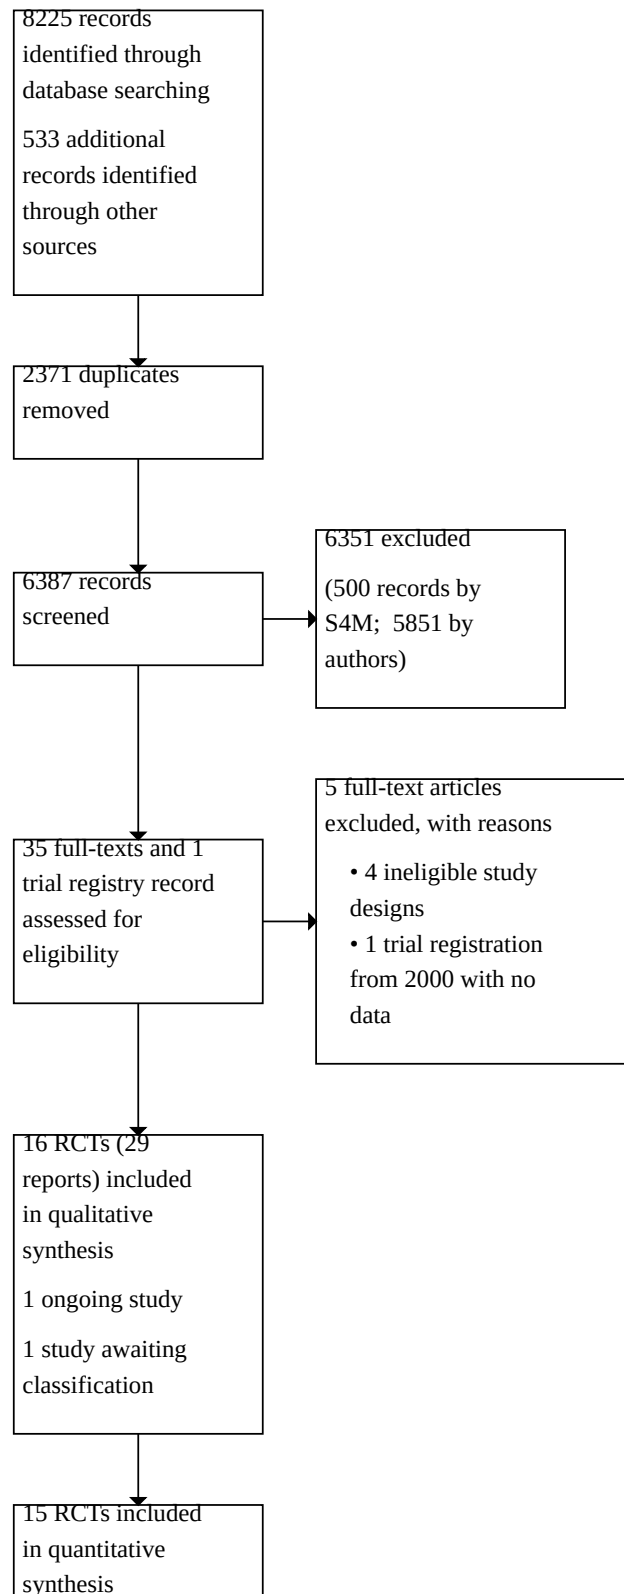 8225 records
identified through
database searching
533 additional
records identified
through other
sources
2371 duplicates
removed
6387 records
screened
6351 excluded
(500 records by
S4M;  5851 by
authors)
35 full-texts and 1
trial registry record
assessed for
eligibility
5 full-text articles
excluded, with reasons
• 4 ineligible study
designs
• 1 trial registration
from 2000 with no
data
16 RCTs (29
reports) included
in qualitative
synthesis
1 ongoing study
1 study awaiting
classification
15 RCTs included
in quantitative
synthesis